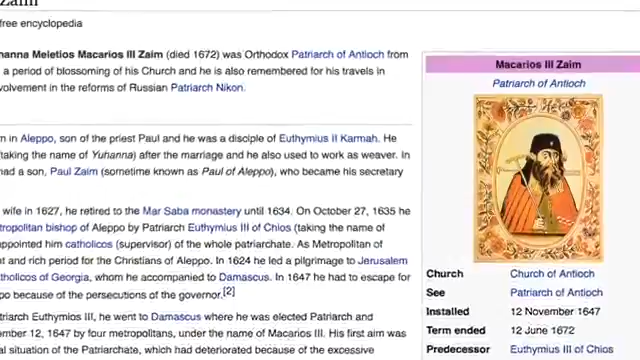 Zaim
free encyclopedia
hanna Meletios Macarios III Zaim (died 1672) was Orthodox Patriarch of Antioch from
a period of blossoming of his Church and he is also remembered for his travels in
volvement in the reforms of Russian Patriarch Nikon.
n in Aleppo, son of the priest Paul and he was a disciple of Euthymius II Karmah. He
taking the name of Yuhanna) after the marriage and he also used to work as weaver. In
had a son, Paul Zaim (sometime known as Paul of Aleppo), who became his secretary
wife in 1627, he retired to the Mar Saba monastery until 1634. On October 27, 1635 he
tropolitan bishop of Aleppo by Patriarch Euthymius III of Chios (taking the name of
appointed him catholicos (supervisor) of the whole patriarchate. As Metropolitan of
nt and rich period for the Christians of Aleppo. In 1624 he led a pilgrimage to Jerusalem
tholicos of Georgia, whom he accompanied to Damascus. In 1647 he had to escape for
po because of the persecutions of the governor.[2]
triarch Euthymios III, he went to Damascus where he was elected Patriarch and
ember 12, 1647 by four metropolitans, under the name of Macarios III. His first aim was
al situation of the Patriarchate, which had deteriorated because of the excessive
Macarios III Zaim
Patriarch of Antioch
Church Church of Antioch
See Patriarch of Antioch
Installed 12 November 1647
Term ended 12 June 1672
Predecessor Euthymius III of Chios